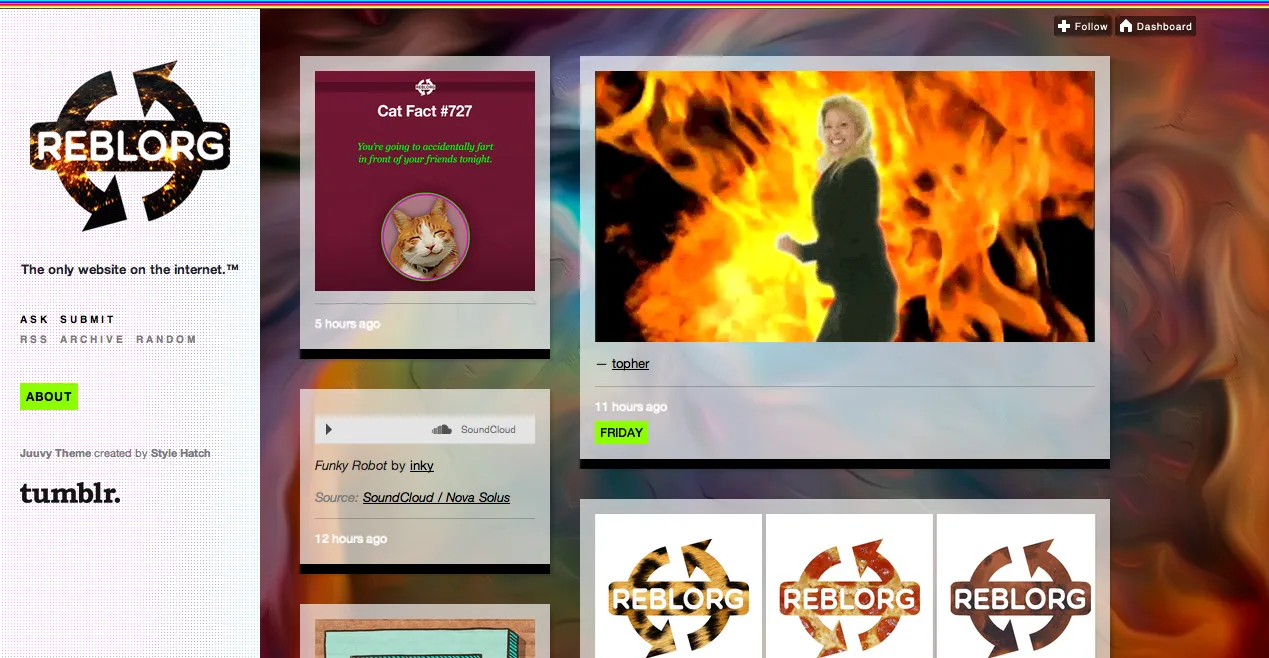 Follow
Dashboard
REBLORG
The only website on the internet.™
ASK SUBMIT
RSS ARCHIVE RANDOM
ABOUT
Juuvy Theme created by Style Hatch
tumblr.
REBLORG
Cat Fact #727
You're going to accidentally fart
in front of your friends tonight.
5 hours ago
SoundCloud
Funky Robot by inky
Source: SoundCloud / Nova Solus
12 hours ago
— topher
11 hours ago
FRIDAY
REBLORG
REBLORG
REBLORG